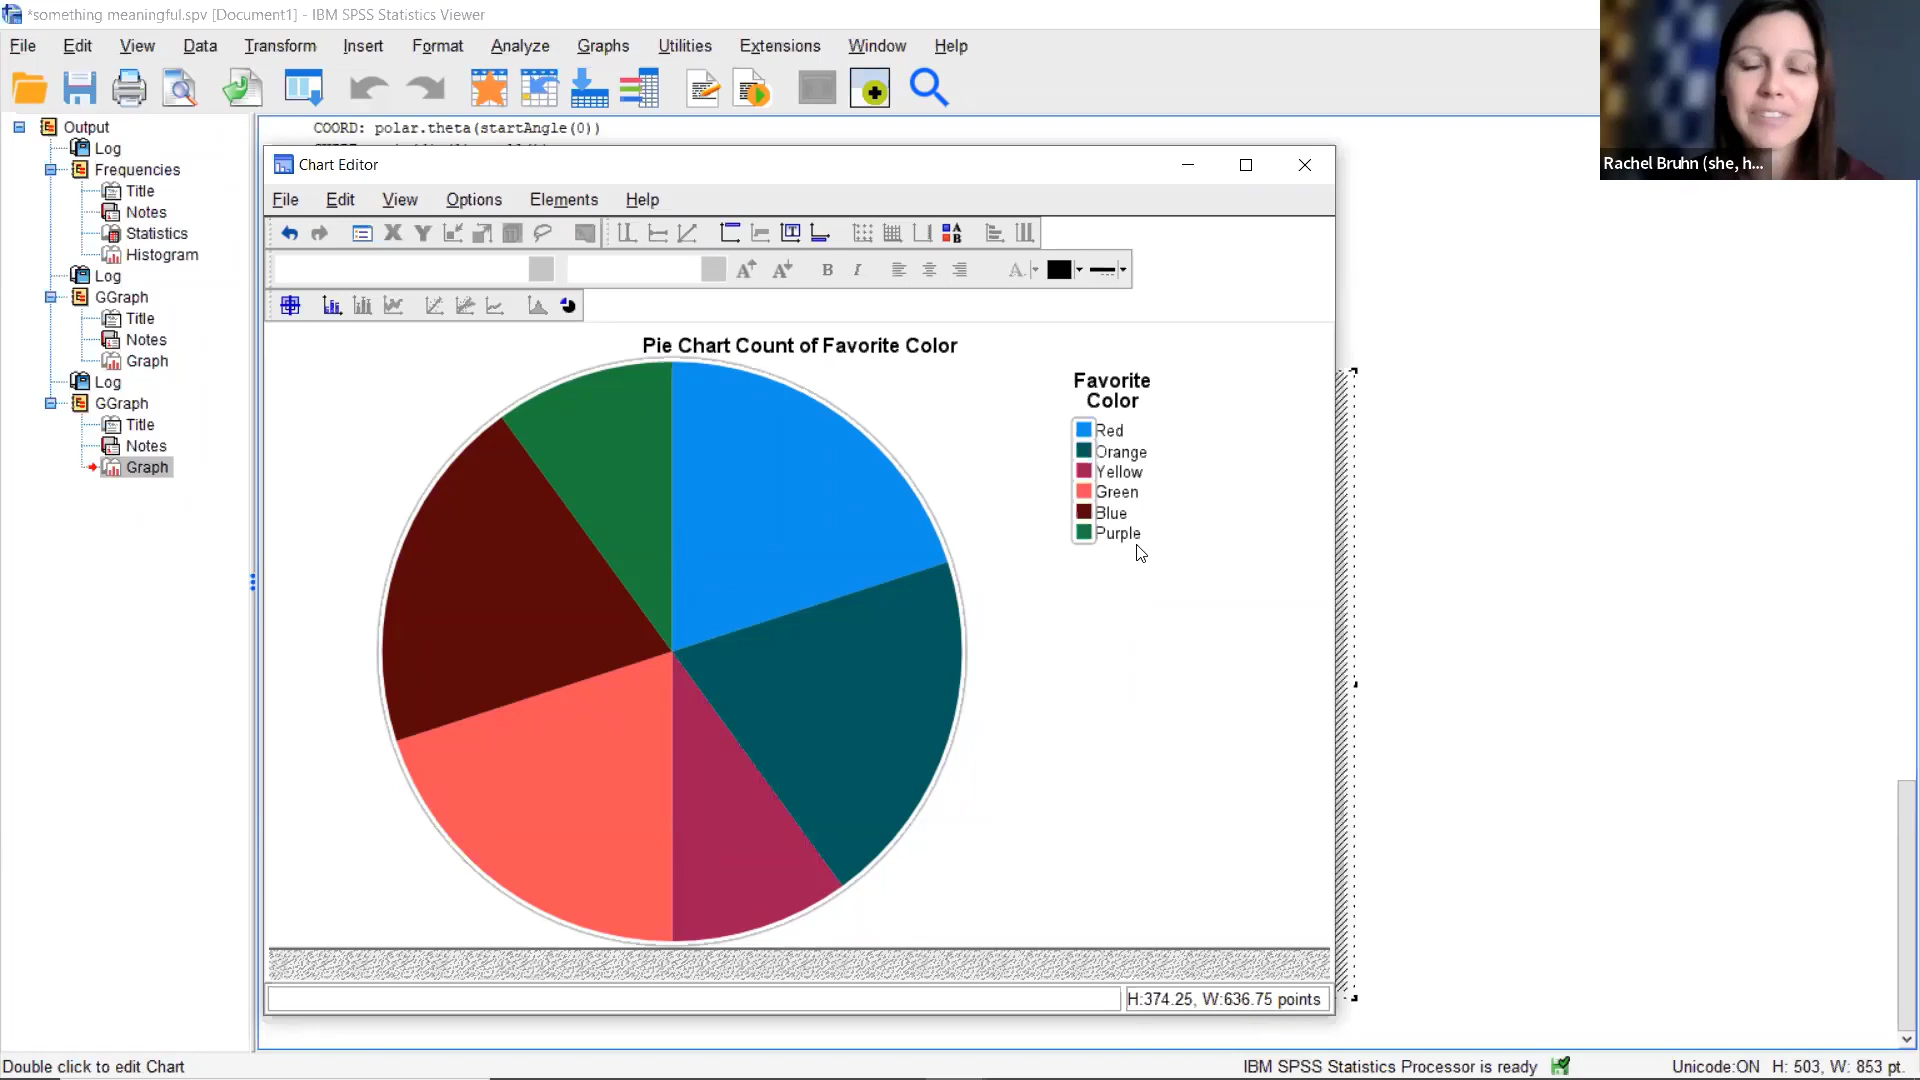 *something meaningful.spv [Document1] - IBM SPSS Statistics Viewer
File Edit View Data Transform Insert Format Analyze Graphs Utilities Extensions Window Help
Rachel Bruhn (she, h...
Output
Log
Frequencies
Title
Notes
Statistics
Histogram
Log
GGraph
Title
Notes
Graph
Log
GGraph
Title
Notes
Graph
COORD: polar.theta(startAngle(0))
Chart Editor
File Edit View Options Elements Help
Pie Chart Count of Favorite Color
Favorite
Color
Red
Orange
Yellow
Green
Blue
Purple
H:374.25, W:636.75 points
Double click to edit Chart
IBM SPSS Statistics Processor is ready
Unicode:ON H: 503, W: 853 pt.